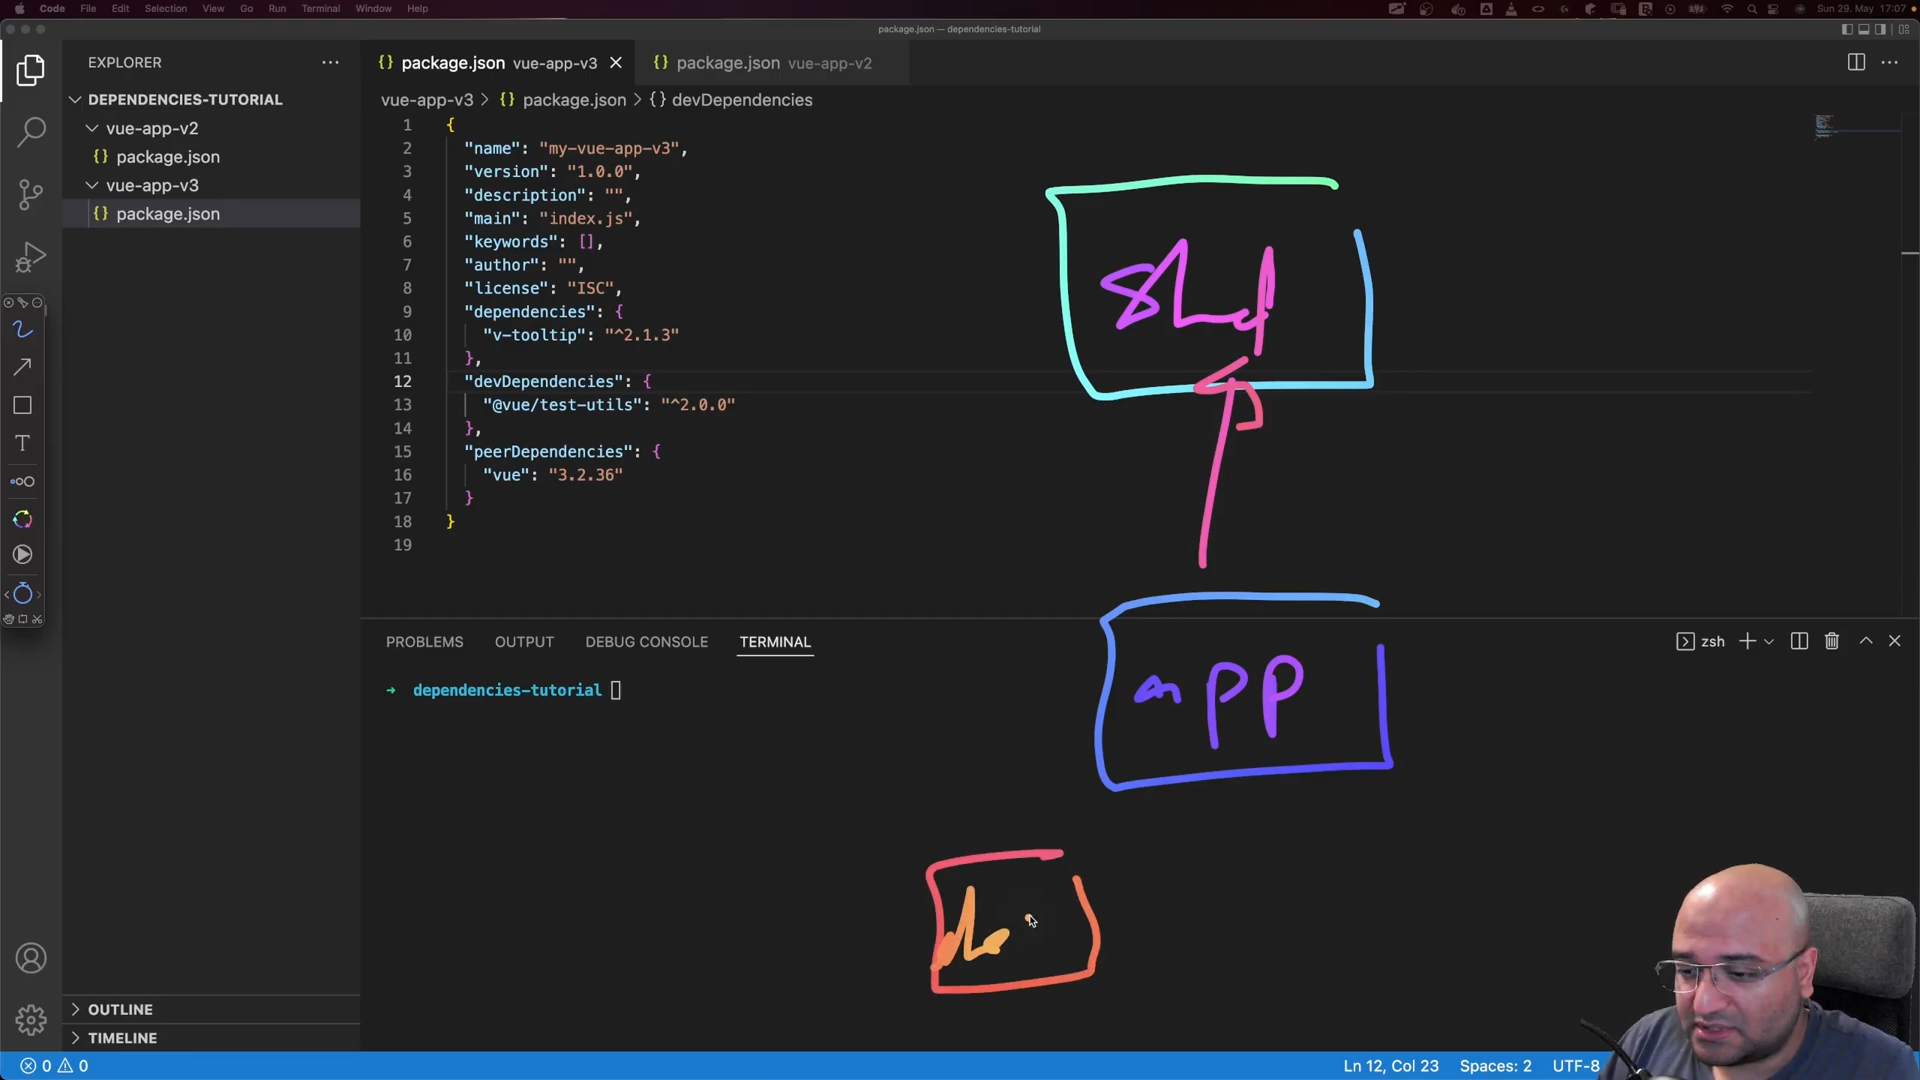 Code File Edit Selection View Go Run Terminal Window Help
Sun 29. May 17:07
package.json — dependencies-tutorial
EXPLORER
DEPENDENCIES-TUTORIAL
vue-app-v2
{} package.json
vue-app-v3
{} package.json
OUTLINE
TIMELINE
{} package.json vue-app-v3
{} package.json vue-app-v2
vue-app-v3 > {} package.json > {} devDependencies
1 {
2 "name": "my-vue-app-v3",
3 "version": "1.0.0",
4 "description": "",
5 "main": "index.js",
6 "keywords": [],
7 "author": "",
8 "license": "ISC",
9 "dependencies": {
10 "v-tooltip": "^2.1.3"
11 },
12 "devDependencies": {
13 "@vue/test-utils": "^2.0.0"
14 },
15 "peerDependencies": {
16 "vue": "3.2.36"
17 }
18 }
19
app
PROBLEMS OUTPUT DEBUG CONSOLE TERMINAL
zsh
→ dependencies-tutorial
0 0
Ln 12, Col 23 Spaces: 2 UTF-8